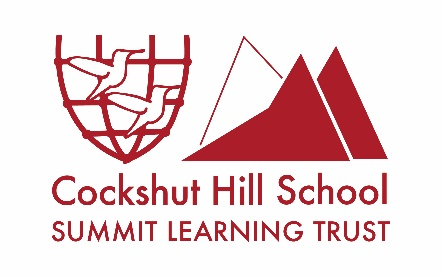 Cockshut Hill School
SUMMIT LEARNING TRUST